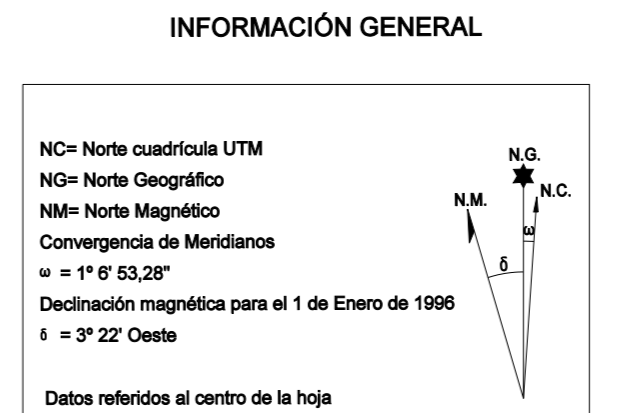 INFORMACIÓN GENERAL
NC= Norte cuadrícula UTM
NG= Norte Geográfico
NM= Norte Magnético
Convergencia de Meridianos
ω = 1º 6' 53,28"
Declinación magnética para el 1 de Enero de 1996
δ = 3º 22' Oeste
Datos referidos al centro de la hoja
N.G.
N.M.
N.C.
ω
δ